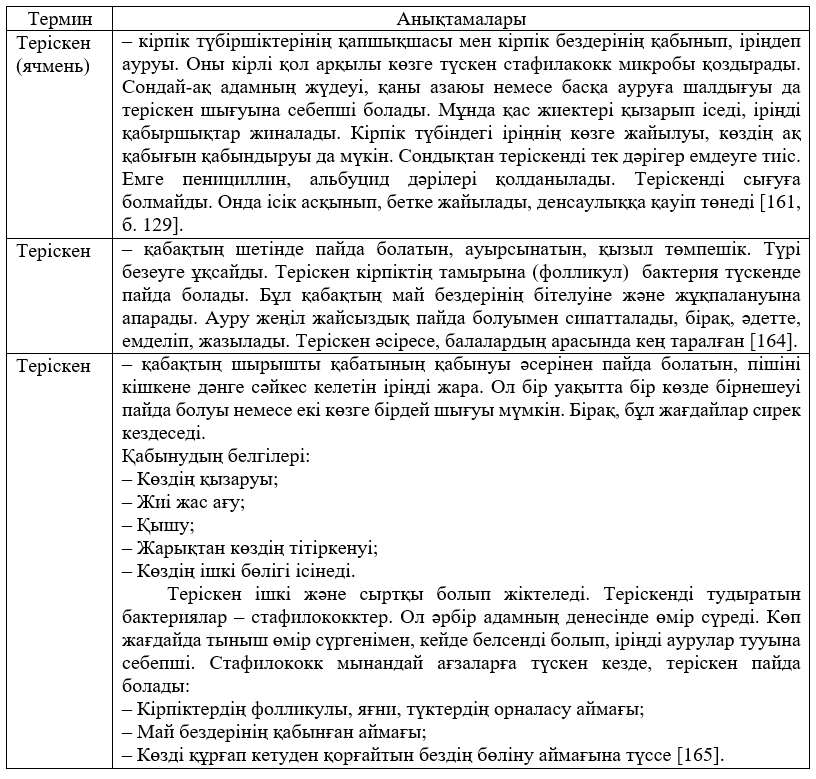 Термин Анықтамалары
Теріскен – кірпік түбіршіктерінің қапшықшасы мен кірпік бездерінің қабынып, іріңдеп
(ячмень) ауруы. Оны кірлі қол арқылы көзге түскен стафилакокк микробы қоздырады.
Сондай-ақ адамның жүдеуі, қаны азаюы немесе басқа ауруға шалдығуы да
теріскен шығуына себепші болады. Мұнда қас жиектері қызарып іседі, іріңді
қабыршықтар жиналады. Кірпік түбіндегі іріңнің көзге жайылуы, көздің ақ
қабығын қабындыруы да мүкін. Сондықтан теріскенді тек дәрігер емдеуге тиіс.
Емге пенициллин, альбуцид дәрілері қолданылады. Теріскенді сығуға
болмайды. Онда ісік асқынып, бетке жайылады, денсаулыққа қауіп төнеді [161,
б. 129].
Теріскен – қабақтың шетінде пайда болатын, ауырсынатын, қызыл төмпешік. Түрі
безеуге ұқсайды. Теріскен кірпіктің тамырына (фолликул) бактерия түскенде
пайда болады. Бұл қабақтың май бездерінің бітелуіне және жұқпалануына
апарады. Ауру жеңіл жайсыздық пайда болуымен сипатталады, бірақ, әдетте,
емделіп, жазылады. Теріскен әсіресе, балалардың арасында кең таралған [164].
Теріскен – қабақтың шырышты қабатының қабынуы әсерінен пайда болатын, пішіні
кішкене дәнге сәйкес келетін іріңді жара. Ол бір уақытта бір көзде бірнешеуі
пайда болуы немесе екі көзге бірдей шығуы мүмкін. Бірақ, бұл жағдайлар сирек
кездеседі.
Қабынудың белгілері:
– Көздің қызаруы;
– Жиі жас ағу;
– Қышу;
– Жарықтан көздің тітіркенуі;
– Көздің ішкі бөлігі ісінеді.
Теріскен ішкі және сыртқы болып жіктеледі. Теріскенді тудыратын
бактериялар – стафилококктер. Ол әрбір адамның денесінде өмір сүреді. Көп
жағдайда тыныш өмір сүргенімен, кейде белсенді болып, іріңді аурулар тууына
себепші. Стафилококк мынандай ағзаларға түскен кезде, теріскен пайда
болады:
– Кірпіктердің фолликулы, яғни, түктердің орналасу аймағы;
– Май бездерінің қабынған аймағы;
– Көзді құрғап кетуден қорғайтын бездің бөліну аймағына түссе [165].